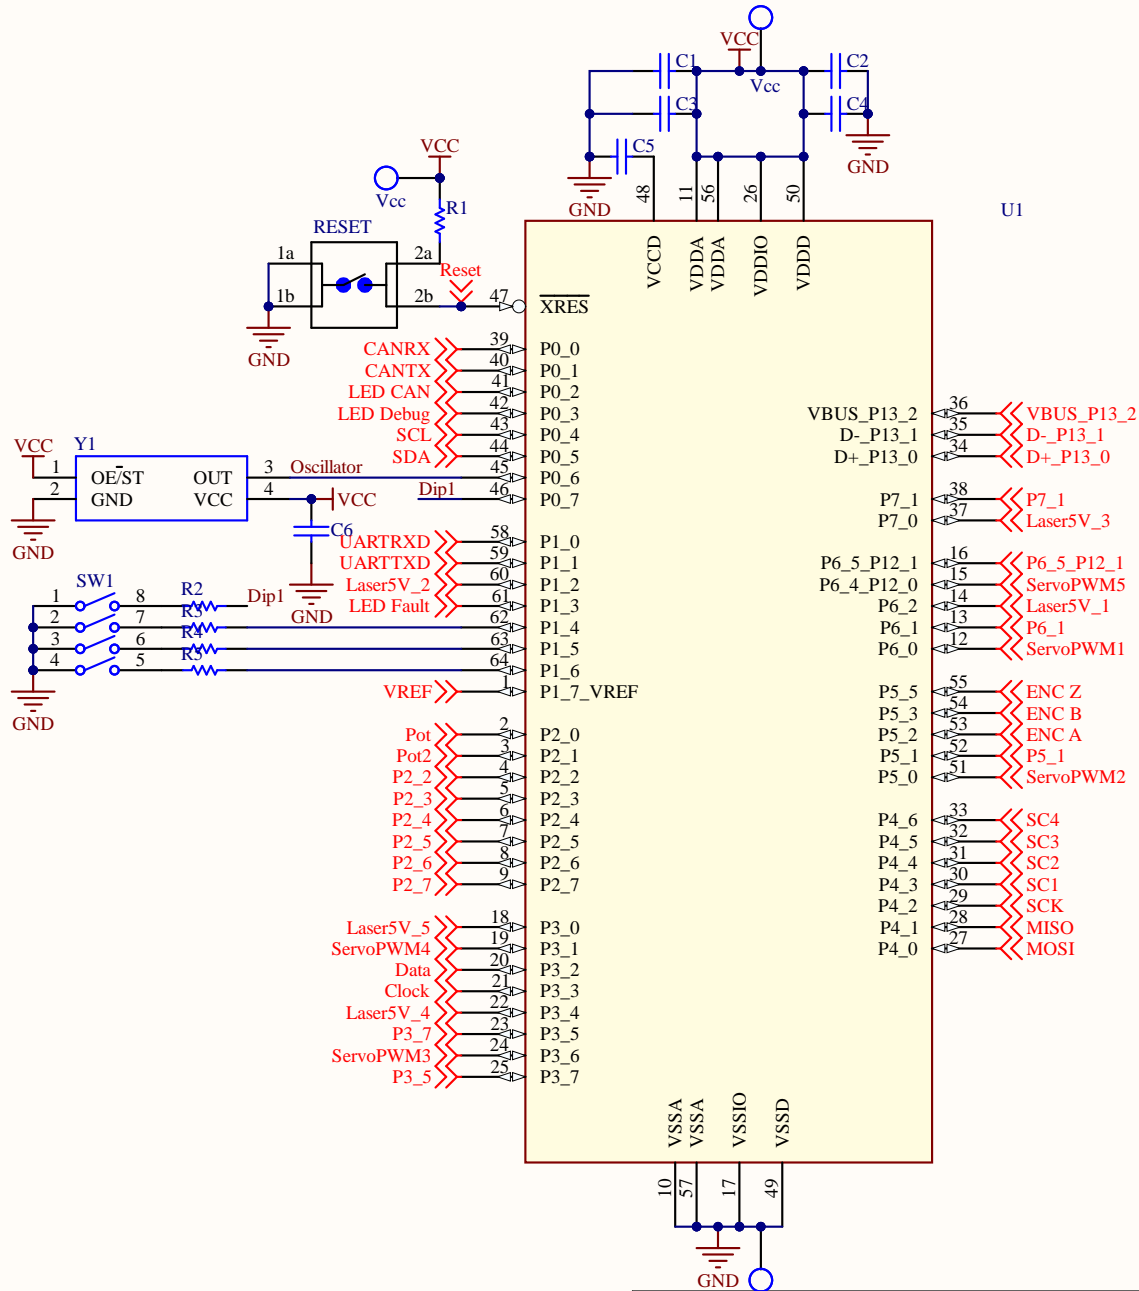 VCC
C1
C2
Vcc
C3
C4
C5
GND
GND
48
11
56
26
50
U1
VCCD
VDDA
VDDA
VDDIO
VDDD
VCC
Vcc
R1
RESET
1a
2a
1b
2b
Reset
GND
47
XRES
CANRX 39 P0_0
CANTX 40 P0_1
LED CAN 41 P0_2
LED Debug 42 P0_3
SCL 43 P0_4
SDA 44 P0_5
Oscillator 45 P0_6
Dip1 46 P0_7
Y1
VCC
1 OE/ST OUT 3
2 GND VCC 4
VCC
GND
C6
GND
UARTRXD 58 P1_0
UARTTXD 59 P1_1
Laser5V_2 60 P1_2
LED Fault 61 P1_3
62 P1_4
63 P1_5
64 P1_6
VREF 1 P1_7_VREF
SW1
1 8 R2 Dip1
2 7 R3
3 6 R4
4 5 R5
GND
Pot 2 P2_0
Pot2 3 P2_1
P2_2 4 P2_2
P2_3 5 P2_3
P2_4 6 P2_4
P2_5 7 P2_5
P2_6 8 P2_6
P2_7 9 P2_7
Laser5V_5 18 P3_0
ServoPWM4 19 P3_1
Data 20 P3_2
Clock 21 P3_3
Laser5V_4 22 P3_4
P3_7 23 P3_5
ServoPWM3 24 P3_6
P3_5 25 P3_7
VBUS_P13_2 36 VBUS_P13_2
D-_P13_1 35 D-_P13_1
D+_P13_0 34 D+_P13_0
P7_1 38 P7_1
P7_0 37 Laser5V_3
P6_5_P12_1 16 P6_5_P12_1
P6_4_P12_0 15 ServoPWM5
P6_2 14 Laser5V_1
P6_1 13 P6_1
P6_0 12 ServoPWM1
P5_5 55 ENC Z
P5_3 54 ENC B
P5_2 53 ENC A
P5_1 52 P5_1
P5_0 51 ServoPWM2
P4_6 33 SC4
P4_5 32 SC3
P4_4 31 SC2
P4_3 30 SC1
P4_2 29 SCK
P4_1 28 MISO
P4_0 27 MOSI
VSSA
VSSA
VSSIO
VSSD
10
57
17
49
GND